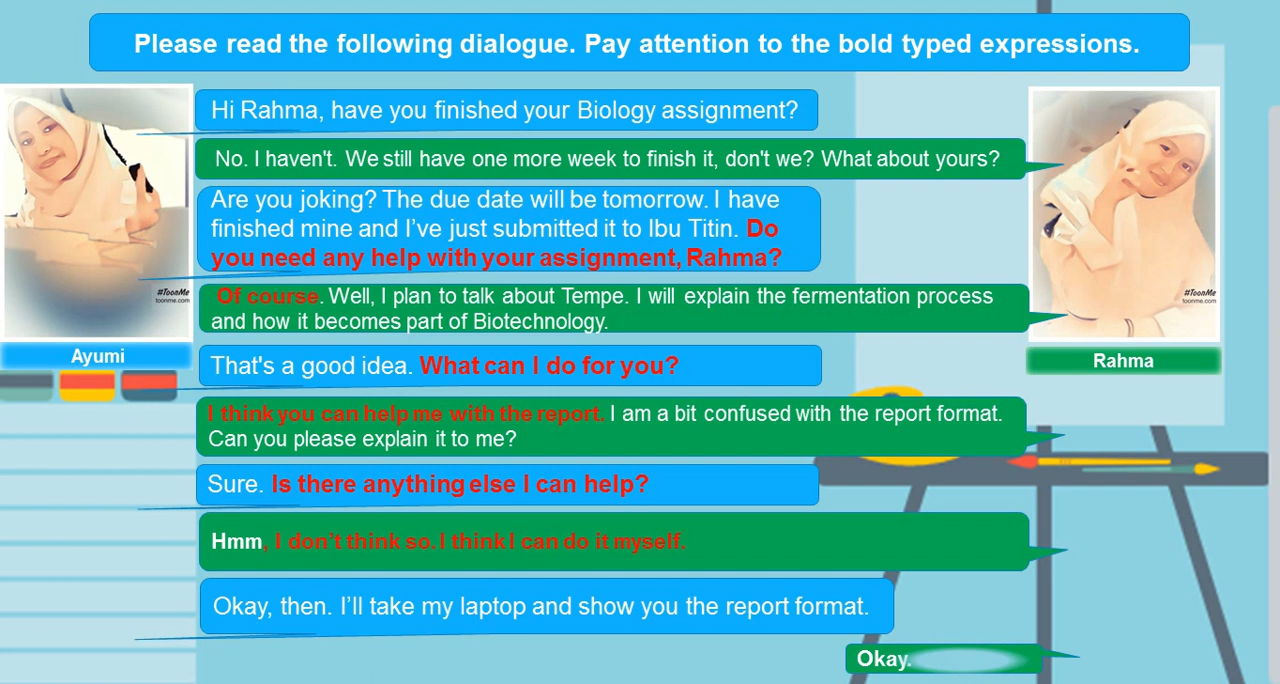 Please read the following dialogue. Pay attention to the bold typed expressions.
Hi Rahma, have you finished your Biology assignment?
No. I haven't. We still have one more week to finish it, don't we? What about yours?
Are you joking? The due date will be tomorrow. I have
finished mine and I've just submitted it to Ibu Titin. Do
you need any help with your assignment, Rahma?
#ToonMe
toonme.com
Ayumi
Of course. Well, I plan to talk about Tempe. I will explain the fermentation process
and how it becomes part of Biotechnology.
#ToonMe
toonme.com
Rahma
That's a good idea. What can I do for you?
I think you can help me with the report. I am a bit confused with the report format.
Can you please explain it to me?
Sure. Is there anything else I can help?
Hmm, I don't think so. I think I can do it myself.
Okay, then. I'll take my laptop and show you the report format.
Okay.